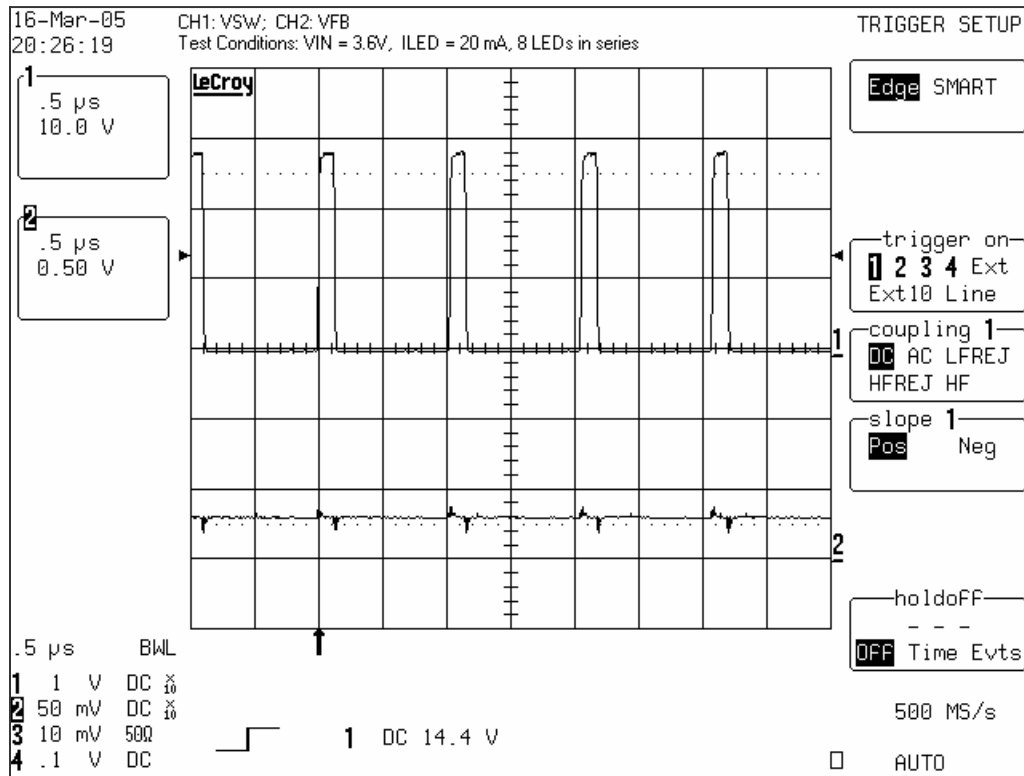 16-Mar-05
20:26:19
CH1: VSW; CH2: VFB
Test Conditions: VIN = 3.6V, ILED = 20 mA, 8 LEDs in series
TRIGGER SETUP
1
.5 µs
10.0 V
2
.5 µs
0.50 V
LeCroy
Edge SMART
trigger on
1 2 3 4 Ext
Ext10 Line
1
coupling 1
DC AC LFREJ
HFREJ HF
slope 1
Pos Neg
2
holdoff
- - -
OFF Time Evts
.5 µs BWL
1 1 V DC X10
2 50 mV DC X10
3 10 mV 50Ω
4 .1 V DC
1 DC 14.4 V
500 MS/s
AUTO